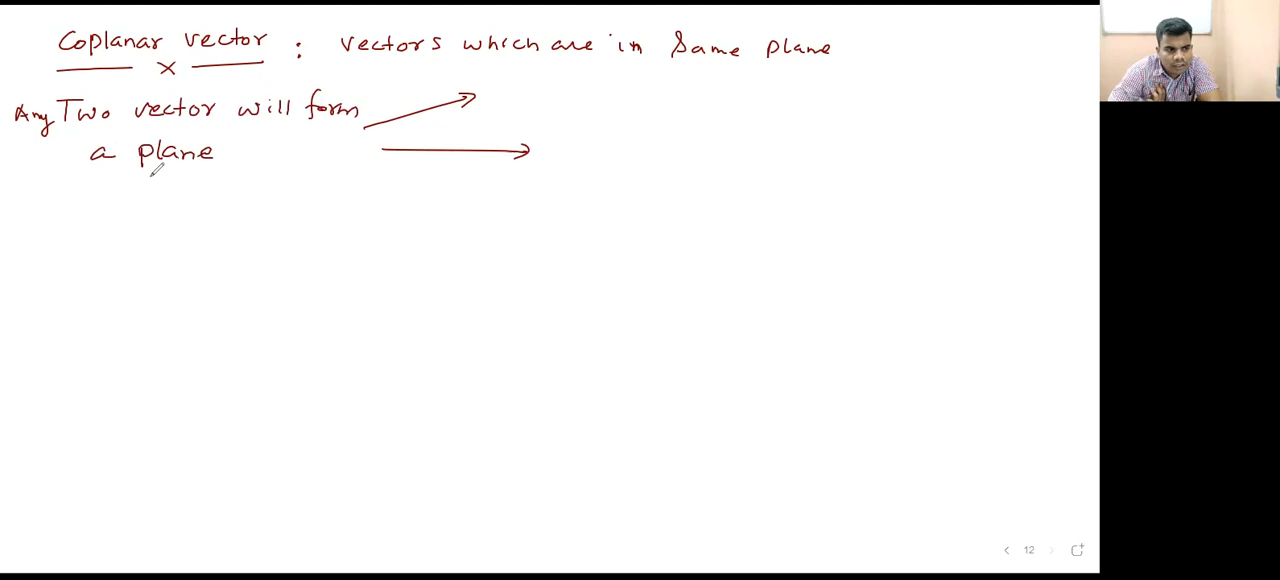 Coplanar vector : vectors which are in same plane
Any Two vector will form
a plane
12